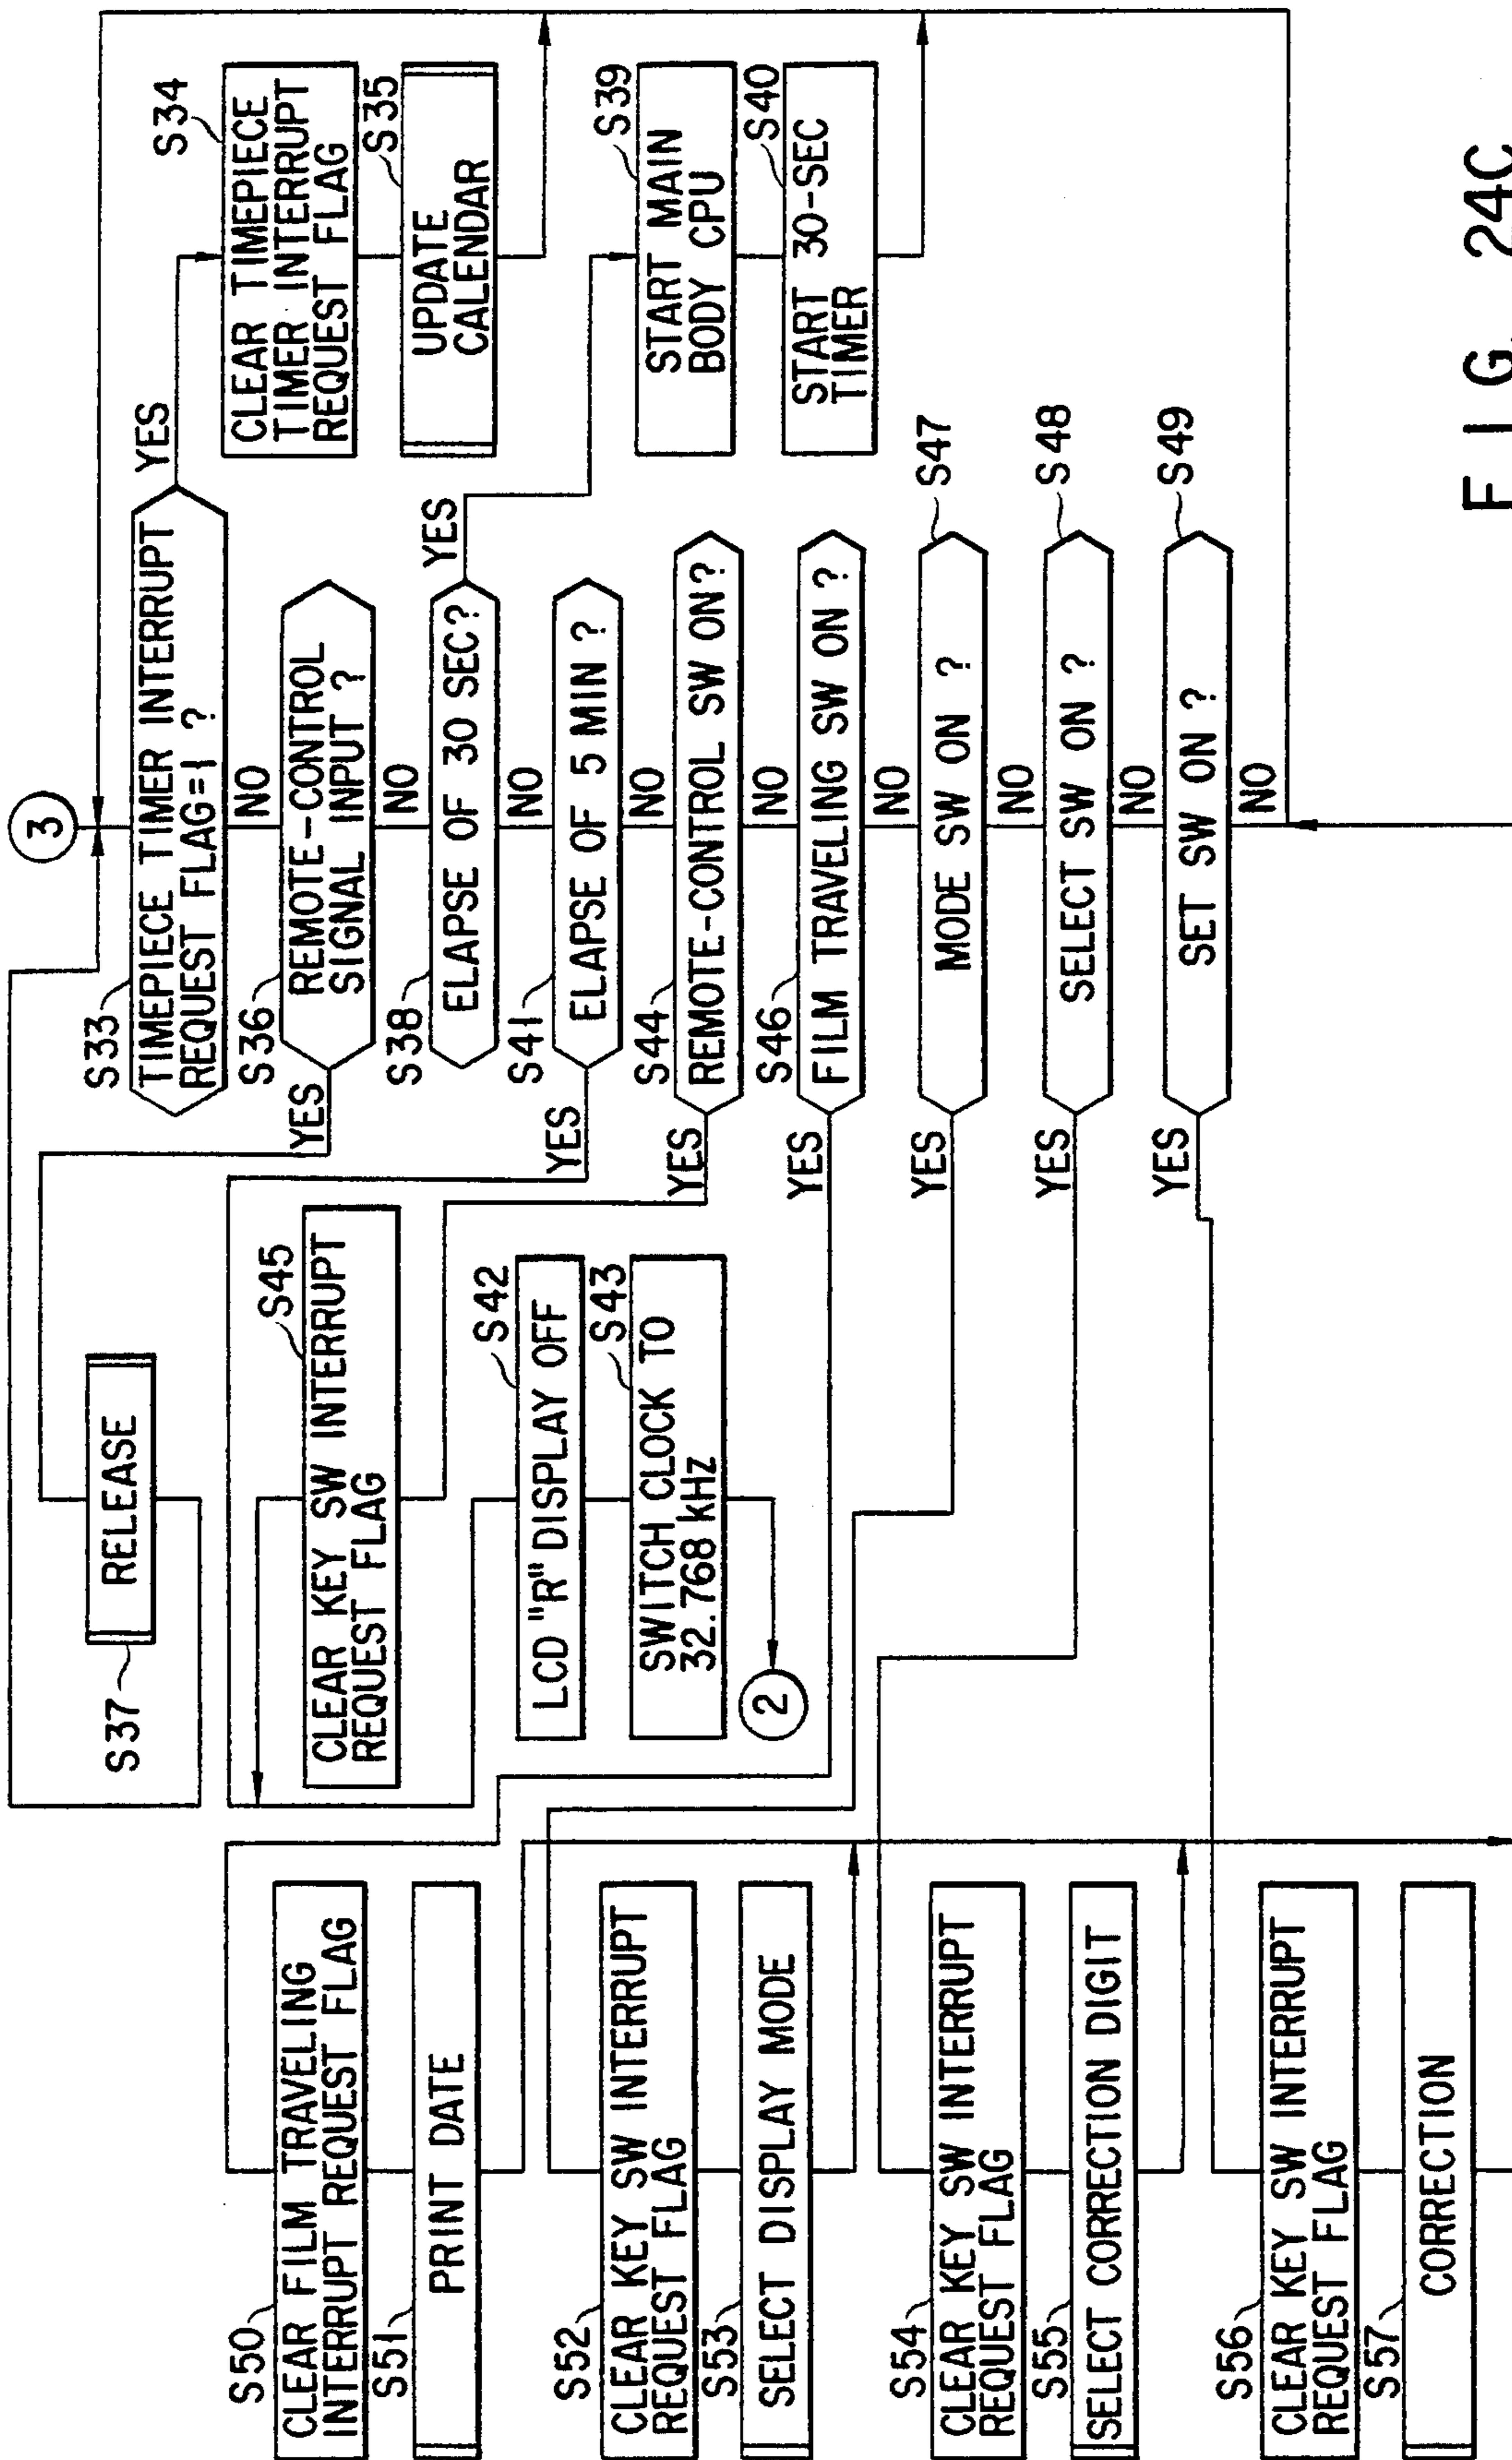 3
S33
TIMEPIECE TIMER INTERRUPT
REQUEST FLAG=1 ?
YES
NO
S34
CLEAR TIMEPIECE
TIMER INTERRUPT
REQUEST FLAG
S35
UPDATE
CALENDAR
S36
REMOTE-CONTROL
SIGNAL INPUT ?
YES
NO
S37
RELEASE
S38
ELAPSE OF 30 SEC?
YES
NO
S39
START MAIN
BODY CPU
S40
START 30-SEC
TIMER
S41
ELAPSE OF 5 MIN ?
YES
NO
S42
LCD "R" DISPLAY OFF
S43
SWITCH CLOCK TO
32.768 kHz
2
S44
REMOTE-CONTROL SW ON?
YES
NO
S45
CLEAR KEY SW INTERRUPT
REQUEST FLAG
S46
FILM TRAVELING SW ON ?
YES
NO
S47
MODE SW ON ?
YES
NO
S48
SELECT SW ON ?
YES
NO
S49
SET SW ON ?
YES
NO
S50
CLEAR FILM TRAVELING
INTERRUPT REQUEST FLAG
S51
PRINT DATE
S52
CLEAR KEY SW INTERRUPT
REQUEST FLAG
S53
SELECT DISPLAY MODE
S54
CLEAR KEY SW INTERRUPT
REQUEST FLAG
S55
SELECT CORRECTION DIGIT
S56
CLEAR KEY SW INTERRUPT
REQUEST FLAG
S57
CORRECTION
FIG. 24C